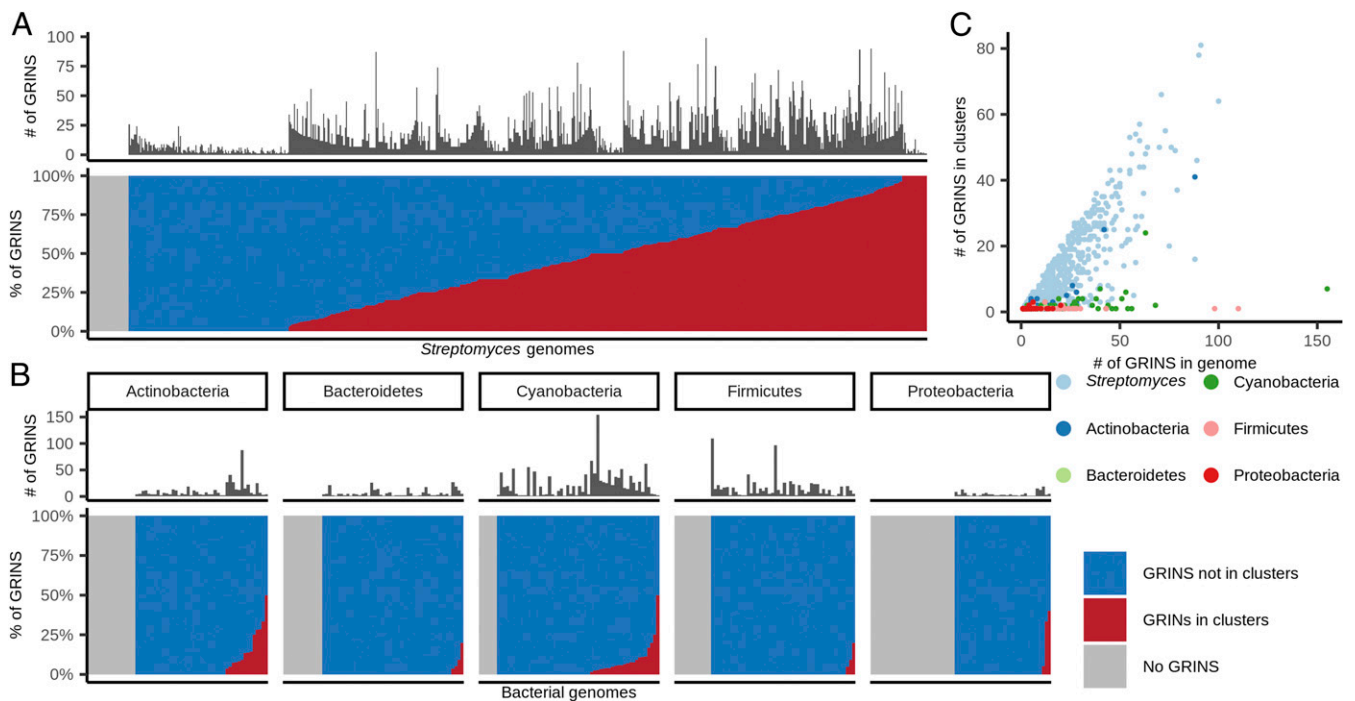 A
# of GRINS
100
75
50
25
0
% of GRINS
100%
75%
50%
25%
0%
Streptomyces genomes
B
Actinobacteria
Bacteroidetes
Cyanobacteria
Firmicutes
Proteobacteria
# of GRINS
150
100
50
0
% of GRINS
100%
75%
50%
25%
0%
Bacterial genomes
C
# of GRINS in clusters
80
60
40
20
0
0
50
100
150
# of GRINS in genome
Streptomyces
Cyanobacteria
Actinobacteria
Firmicutes
Bacteroidetes
Proteobacteria
GRINS not in clusters
GRINs in clusters
No GRINS